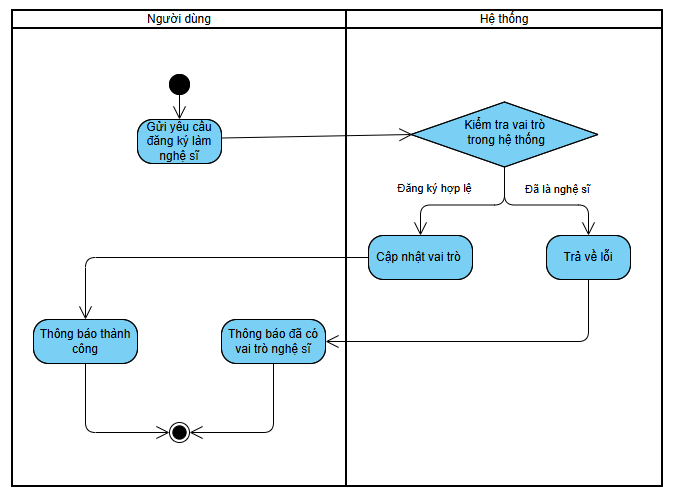 Người dùng
Hệ thống
Gửi yêu cầu
đăng ký làm
nghệ sĩ
Kiểm tra vai trò
trong hệ thống
Đăng ký hợp lệ
Đã là nghệ sĩ
Cập nhật vai trò
Trả về lỗi
Thông báo thành
công
Thông báo đã có
vai trò nghệ sĩ